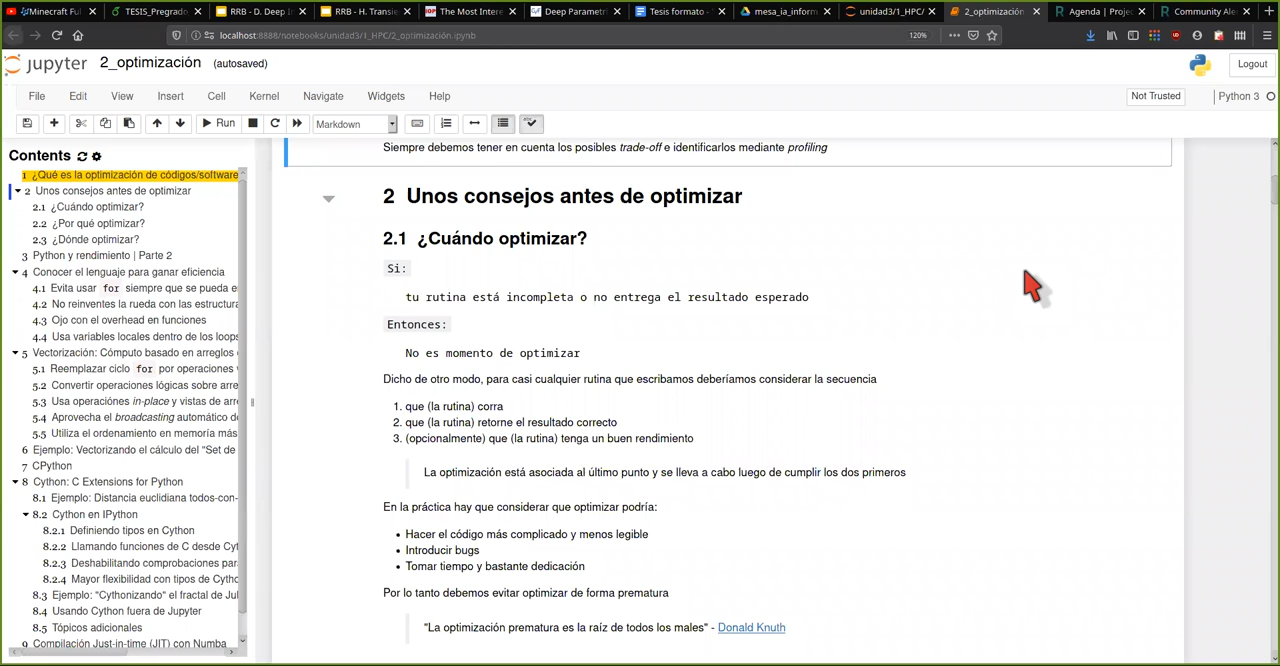 Minecraft Ful
TESIS_Pregrado
RRB - D. Deep In
RRB - H. Transie
The Most Intere
Deep Parametri
Tesis formato -
mesa_ia_inform
unidad3/1_HPC/
2_optimización
Agenda | Proyec
Community Aler
localhost:8888/notebooks/unidad3/1_HPC/2_optimización.ipynb
120%
jupyter 2_optimización (autosaved)
Logout
File Edit View Insert Cell Kernel Navigate Widgets Help
Not Trusted
Python 3
Run
Markdown
Contents
1 ¿Qué es la optimización de códigos/software
2 Unos consejos antes de optimizar
2.1 ¿Cuándo optimizar?
2.2 ¿Por qué optimizar?
2.3 ¿Dónde optimizar?
3 Python y rendimiento | Parte 2
4 Conocer el lenguaje para ganar eficiencia
4.1 Evita usar for siempre que se pueda e
4.2 No reinventes la rueda con las estructura
4.3 Ojo con el overhead en funciones
4.4 Usa variables locales dentro de los loops
5 Vectorización: Cómputo basado en arreglos
5.1 Reemplazar ciclo for por operaciones
5.2 Convertir operaciones lógicas sobre arre
5.3 Usa operaciónes in-place y vistas de arre
5.4 Aprovecha el broadcasting automático de
5.5 Utiliza el ordenamiento en memoria más
6 Ejemplo: Vectorizando el cálculo del "Set de
7 CPython
8 Cython: C Extensions for Python
8.1 Ejemplo: Distancia euclidiana todos-con-
8.2 Cython en IPython
8.2.1 Definiendo tipos en Cython
8.2.2 Llamando funciones de C desde Cyt
8.2.3 Deshabilitando comprobaciones para
8.2.4 Mayor flexibilidad con tipos de Cytho
8.3 Ejemplo: "Cythonizando" el fractal de Jul
8.4 Usando Cython fuera de Jupyter
8.5 Tópicos adicionales
9 Compilación Just-in-time (JIT) con Numba
Siempre debemos tener en cuenta los posibles trade-off e identificarlos mediante profiling
2 Unos consejos antes de optimizar
2.1 ¿Cuándo optimizar?
Si:
tu rutina está incompleta o no entrega el resultado esperado
Entonces:
No es momento de optimizar
Dicho de otro modo, para casi cualquier rutina que escribamos deberíamos considerar la secuencia
1. que (la rutina) corra
2. que (la rutina) retorne el resultado correcto
3. (opcionalmente) que (la rutina) tenga un buen rendimiento
La optimización está asociada al último punto y se lleva a cabo luego de cumplir los dos primeros
En la práctica hay que considerar que optimizar podría:
• Hacer el código más complicado y menos legible
• Introducir bugs
• Tomar tiempo y bastante dedicación
Por lo tanto debemos evitar optimizar de forma prematura
"La optimización prematura es la raíz de todos los males" - Donald Knuth